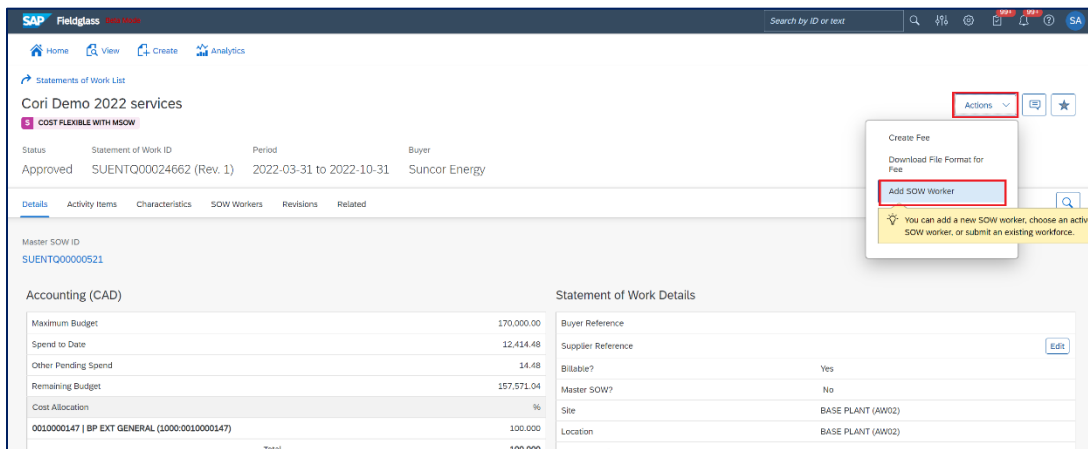 SAP Fieldglass
Search by ID or text
99+
99+
SA
Home View Create Analytics
Statements of Work List
Cori Demo 2022 services
Actions
S COST FLEXIBLE WITH MSOW
Create Fee
Status Statement of Work ID Period Buyer
Download File Format for
Fee
Approved SUENTQ00024662 (Rev. 1) 2022-03-31 to 2022-10-31 Suncor Energy
Add SOW Worker
Details Activity Items Characteristics SOW Workers Revisions Related
You can add a new SOW worker, choose an activ
SOW worker, or submit an existing workforce.
Master SOW ID
SUENTQ00000521
Accounting (CAD)
Maximum Budget 170,000.00
Spend to Date 12,414.48
Other Pending Spend 14.48
Remaining Budget 157,571.04
Cost Allocation %
0010000147 | BP EXT GENERAL (1000:0010000147) 100.000
Total 100.000
Statement of Work Details
Buyer Reference
Supplier Reference Edit
Billable? Yes
Master SOW? No
Site BASE PLANT (AW02)
Location BASE PLANT (AW02)